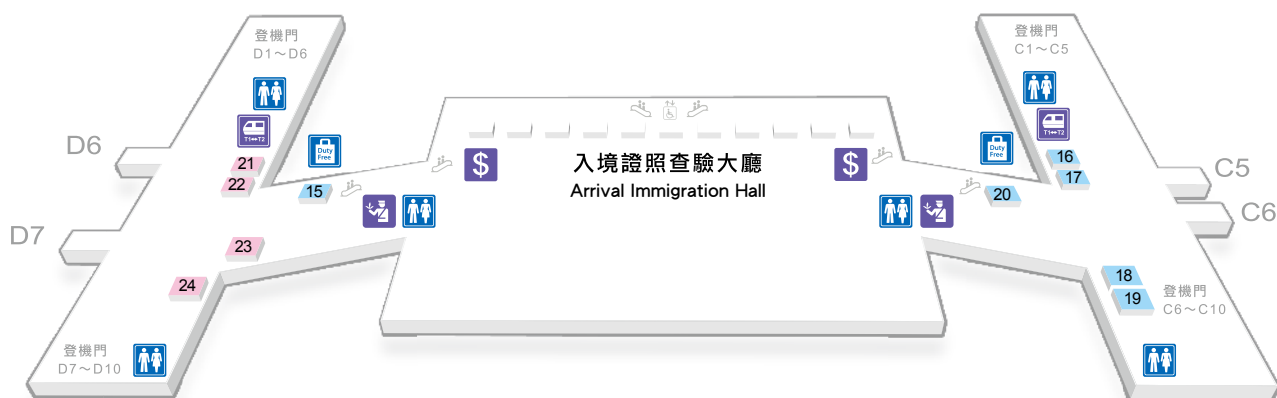 登機門
D1～D6
登機門
C1～C5
T1↔T2
T1↔T2
Duty
Free
Duty
Free
D6
21
22
15
$
入境證照查驗大廳
Arrival Immigration Hall
$
16
17
20
C5
C6
D7
23
24
18
19
登機門
C6～C10
登機門
D7～D10